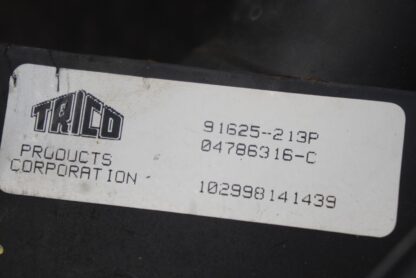 TRICO
PRODUCTS
CORPORATION
91625-213P
04786316-C
102998141439